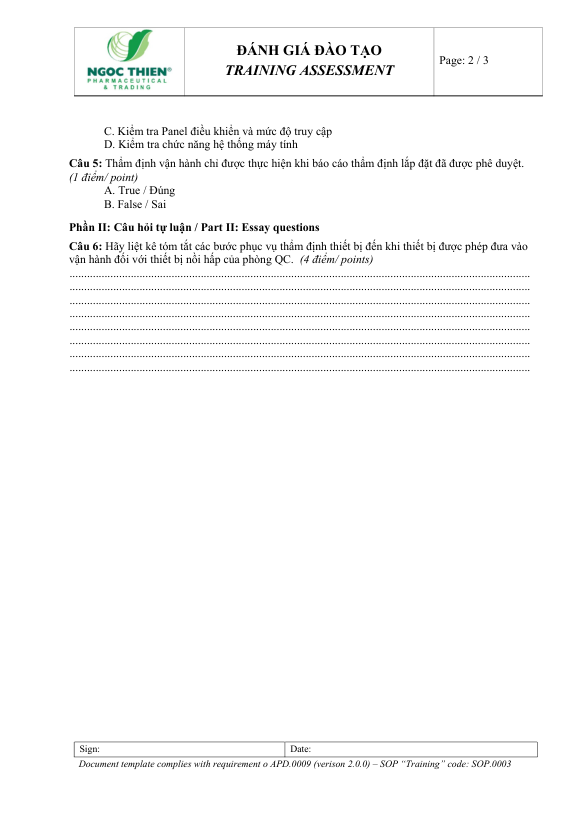 NGOC THIEN®
PHARMACEUTICAL
& TRADING
ĐÁNH GIÁ ĐÀO TẠO
TRAINING ASSESSMENT
Page: 2 / 3
C. Kiểm tra Panel điều khiển và mức độ truy cập
D. Kiểm tra chức năng hệ thống máy tính
Câu 5: Thẩm định vận hành chỉ được thực hiện khi báo cáo thẩm định lắp đặt đã được phê duyệt.
(1 điểm/ point)
A. True / Đúng
B. False / Sai
Phần II: Câu hỏi tự luận / Part II: Essay questions
Câu 6: Hãy liệt kê tóm tắt các bước phục vụ thẩm định thiết bị đến khi thiết bị được phép đưa vào
vận hành đối với thiết bị nồi hấp của phòng QC. (4 điểm/ points)
Sign:
Date:
Document template complies with requirement o APD.0009 (verison 2.0.0) – SOP “Training” code: SOP.0003